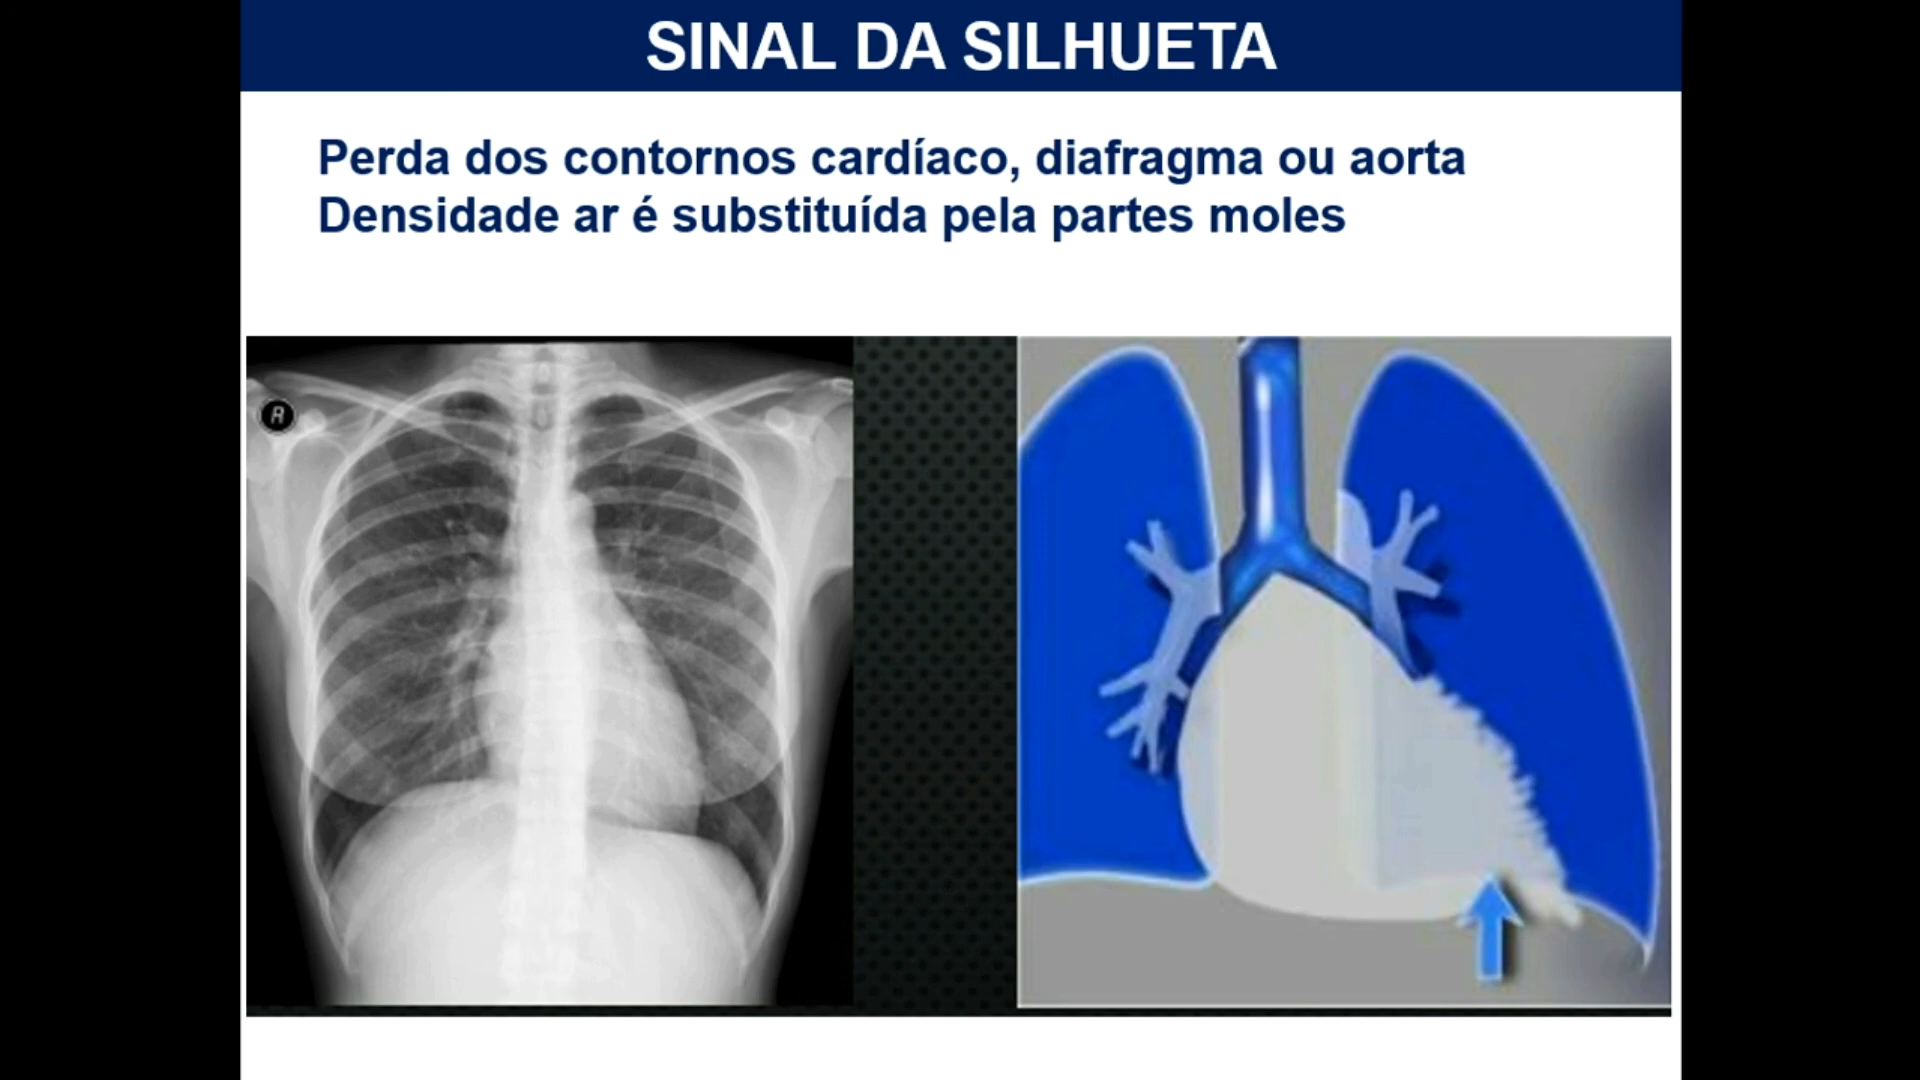 SINAL DA SILHUETA
Perda dos contornos cardíaco, diafragma ou aorta
Densidade ar é substituída pela partes moles
R